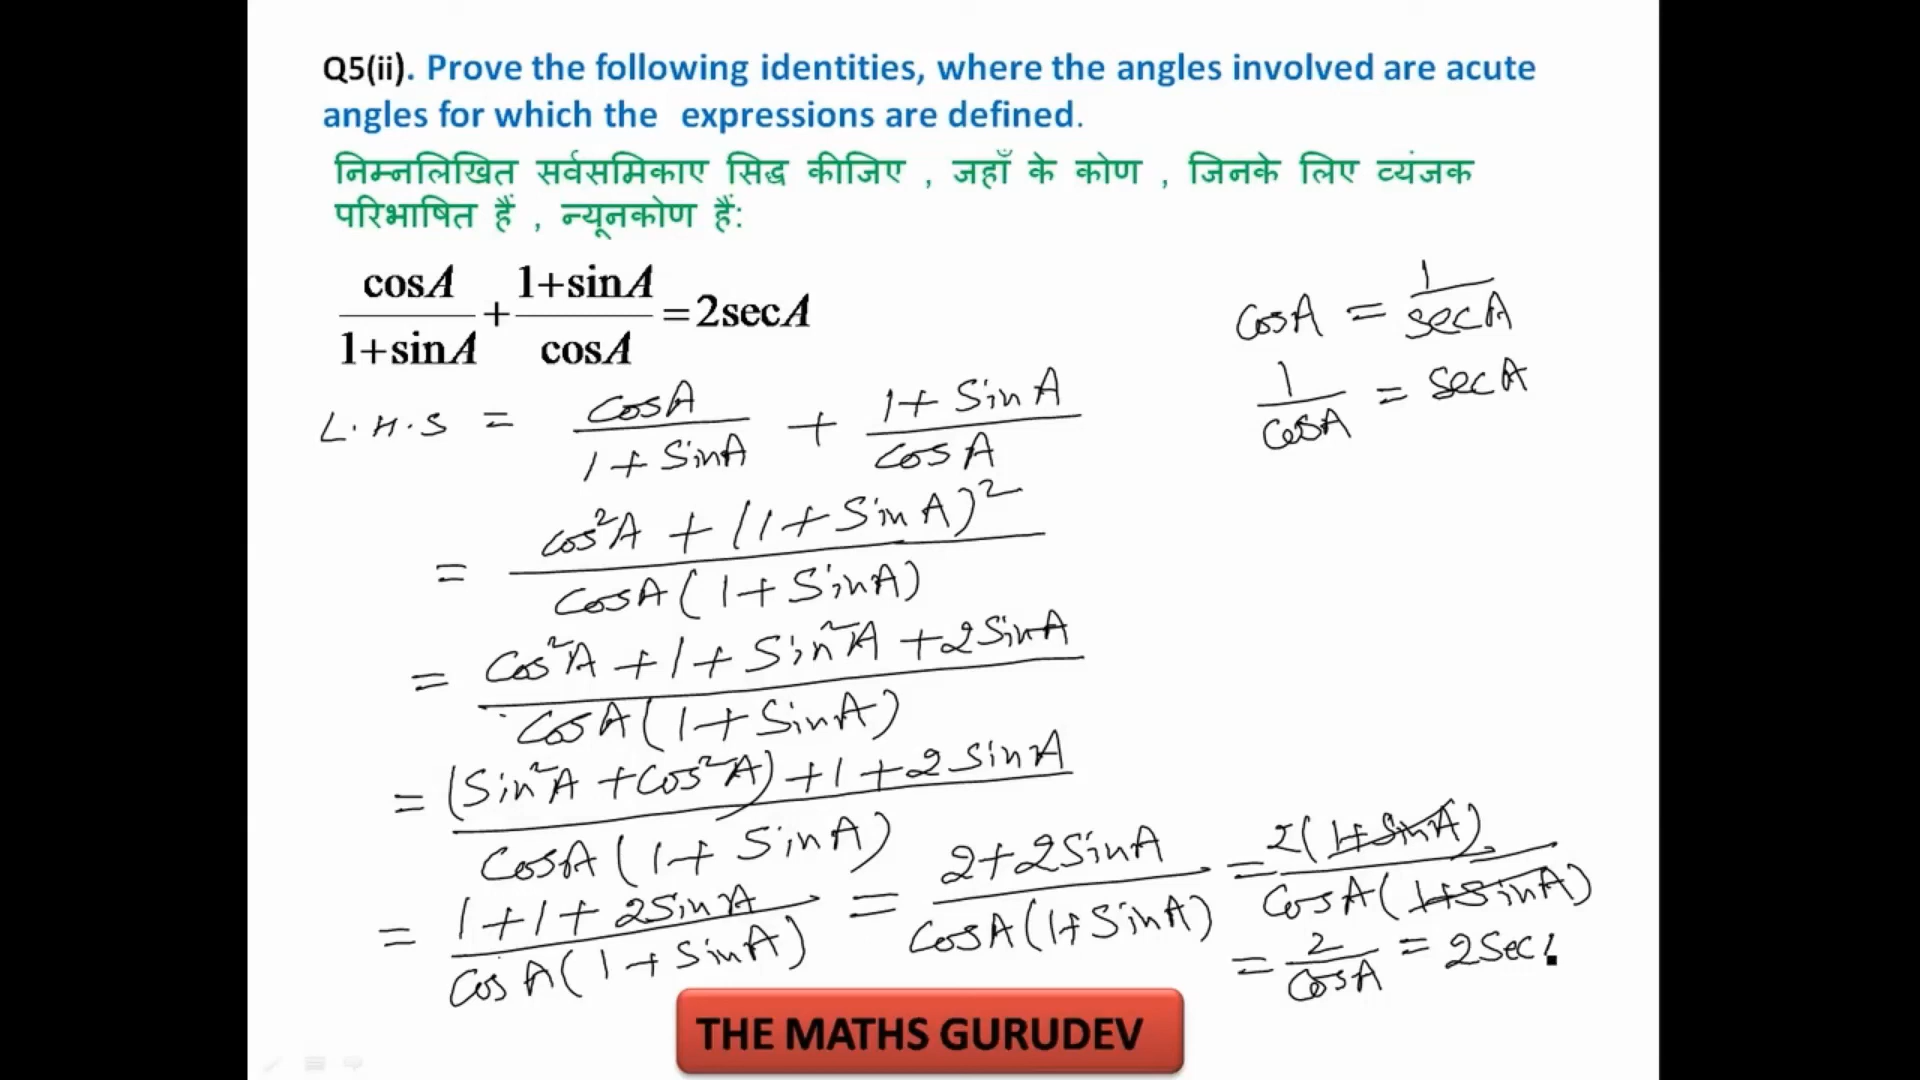 Q5(ii). Prove the following identities, where the angles involved are acute
angles for which the expressions are defined.
निम्नलिखित सर्वसमिकाए सिद्ध कीजिए , जहाँ के कोण , जिनके लिए व्यंजक
परिभाषित हैं , न्यूनकोण हैं:
cosA/(1+sinA) + (1+sinA)/cosA = 2secA
cosA = 1/secA
1/cosA = secA
L.H.S = cosA/(1+SinA) + (1+SinA)/cosA
= (cos²A + (1+SinA)²)/(cosA(1+SinA))
= (Cos²A + 1 + Sin²A + 2SinA)/(CosA(1+SinA))
= ((Sin²A + Cos²A) + 1 + 2SinA)/(CosA(1+SinA))
= (1+1+2SinA)/(CosA(1+SinA)) = (2+2SinA)/(CosA(1+SinA)) = 2(1+SinA)/(CosA(1+SinA))
= 2/CosA = 2Sec
THE MATHS GURUDEV